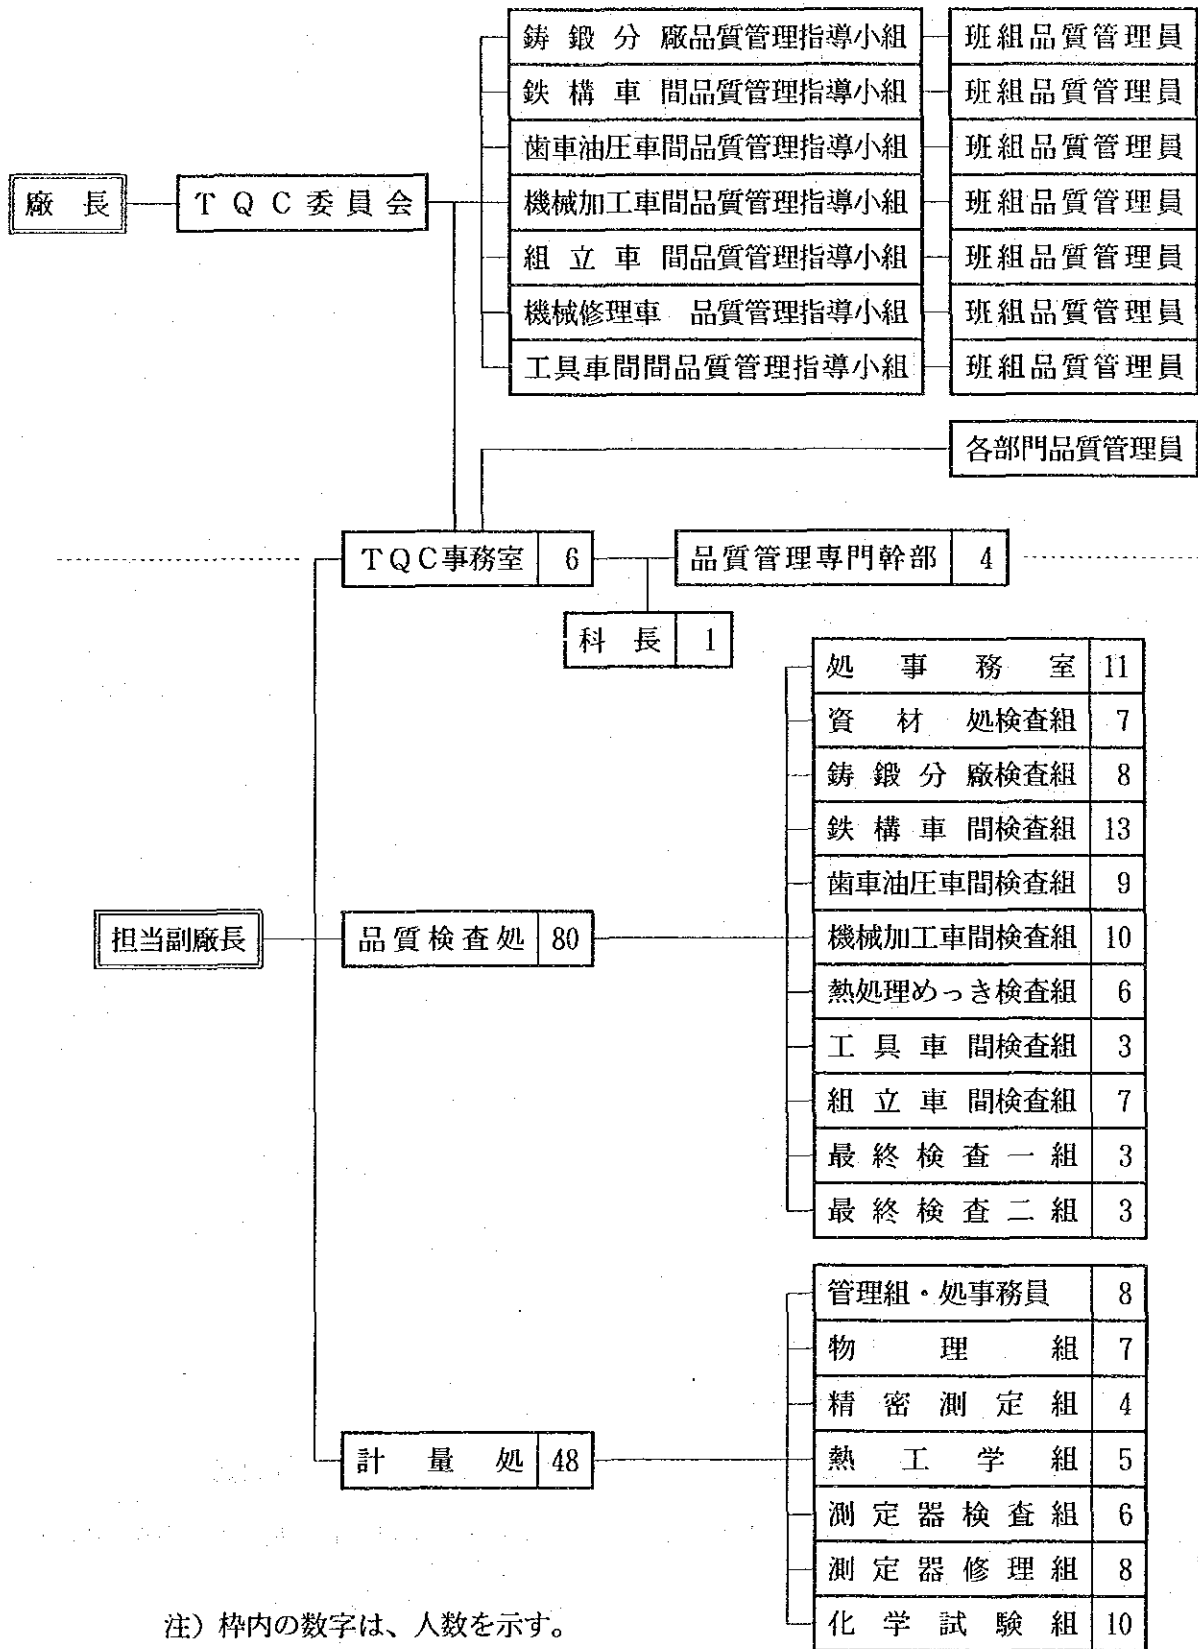 鋳鍛分廠品質管理指導小組 班組品質管理員
鉄構車間品質管理指導小組 班組品質管理員
歯車油圧車間品質管理指導小組 班組品質管理員
廠長 TQC委員会 機械加工車間品質管理指導小組 班組品質管理員
組立車間品質管理指導小組 班組品質管理員
機械修理車 品質管理指導小組 班組品質管理員
工具車間間品質管理指導小組 班組品質管理員
各部門品質管理員
TQC事務室 6 品質管理専門幹部 4
科長 1
処事務室 11
資材処検査組 7
鋳鍛分廠検査組 8
鉄構車間検査組 13
歯車油圧車間検査組 9
担当副廠長 品質検査処 80 機械加工車間検査組 10
熱処理めっき検査組 6
工具車間検査組 3
組立車間検査組 7
最終検査一組 3
最終検査二組 3
管理組・処事務員 8
物理組 7
精密測定組 4
計量処 48 熱工学組 5
測定器検査組 6
測定器修理組 8
化学試験組 10
注）枠内の数字は、人数を示す。